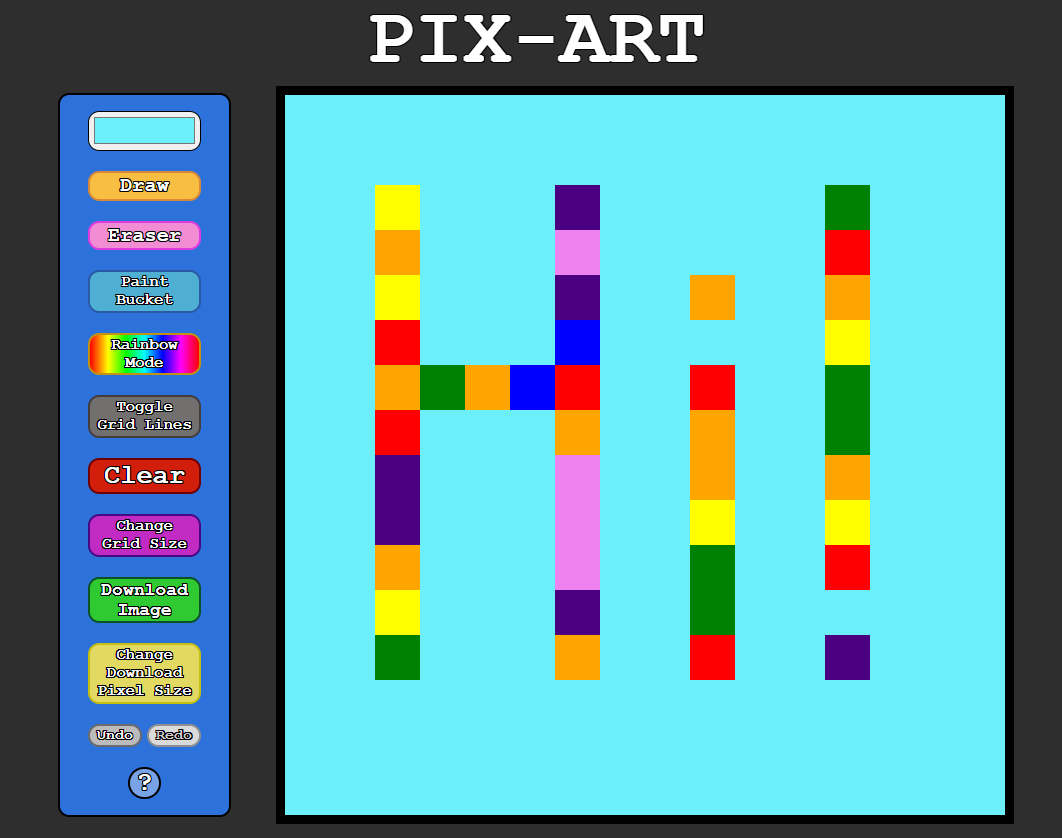 PIX-ART
Draw
Eraser
Paint
Bucket
Rainbow
Mode
Toggle
Grid Lines
Clear
Change
Grid Size
Download
Image
Change
Download
Pixel Size
Undo Redo
?
Hi!